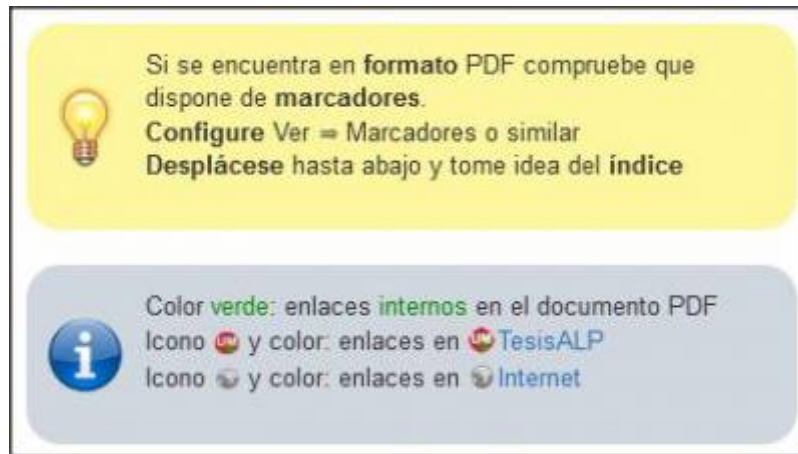 Si se encuentra en formato PDF compruebe que
dispone de marcadores.
Configure Ver ⇒ Marcadores o similar
Desplácese hasta abajo y tome idea del índice
Color verde: enlaces internos en el documento PDF
Icono y color: enlaces en TesisALP
Icono y color: enlaces en Internet